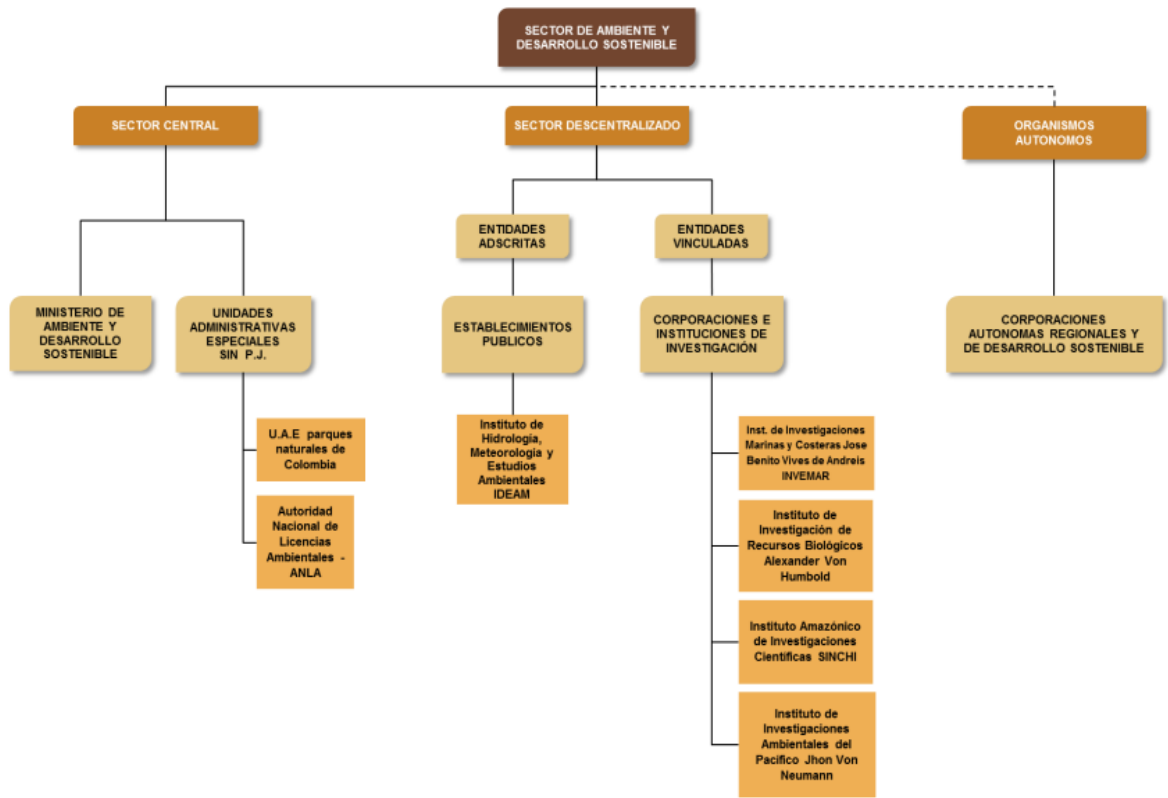 SECTOR DE AMBIENTE Y
DESARROLLO SOSTENIBLE
SECTOR CENTRAL
SECTOR DESCENTRALIZADO
ORGANISMOS
AUTONOMOS
ENTIDADES
ADSCRITAS
ENTIDADES
VINCULADAS
MINISTERIO DE
AMBIENTE Y
DESARROLLO
SOSTENIBLE
UNIDADES
ADMINISTRATIVAS
ESPECIALES
SIN P.J.
ESTABLECIMIENTOS
PUBLICOS
CORPORACIONES E
INSTITUCIONES DE
INVESTIGACIÓN
CORPORACIONES
AUTONOMAS REGIONALES Y
DE DESARROLLO SOSTENIBLE
U.A.E parques
naturales de
Colombia
Autoridad
Nacional de
Licencias
Ambientales -
ANLA
Instituto de
Hidrología,
Meteorología y
Estudios
Ambientales
IDEAM
Inst. de Investigaciones
Marinas y Costeras Jose
Benito Vives de Andreis
INVEMAR
Instituto de
Investigación de
Recursos Biológicos
Alexander Von
Humbold
Instituto Amazónico
de Investigaciones
Científicas SINCHI
Instituto de
Investigaciones
Ambientales del
Pacifico Jhon Von
Neumann